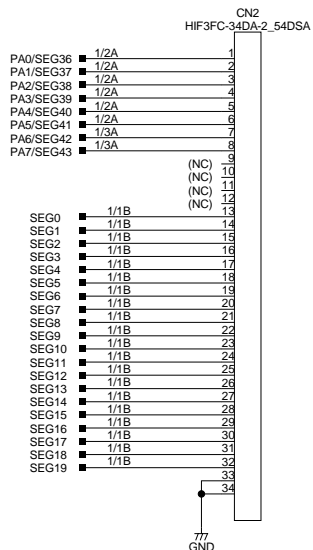 CN2
HIF3FC-34DA-2_54DSA
PA0/SEG36 1/2A 1
PA1/SEG37 1/2A 2
PA2/SEG38 1/2A 3
PA3/SEG39 1/2A 4
PA4/SEG40 1/2A 5
PA5/SEG41 1/2A 6
PA6/SEG42 1/3A 7
PA7/SEG43 1/3A 8
(NC) 9
(NC) 10
(NC) 11
(NC) 12
SEG0 1/1B 13
SEG1 1/1B 14
SEG2 1/1B 15
SEG3 1/1B 16
SEG4 1/1B 17
SEG5 1/1B 18
SEG6 1/1B 19
SEG7 1/1B 20
SEG8 1/1B 21
SEG9 1/1B 22
SEG10 1/1B 23
SEG11 1/1B 24
SEG12 1/1B 25
SEG13 1/1B 26
SEG14 1/1B 27
SEG15 1/1B 28
SEG16 1/1B 29
SEG17 1/1B 30
SEG18 1/1B 31
SEG19 1/1B 32
33
34
GND